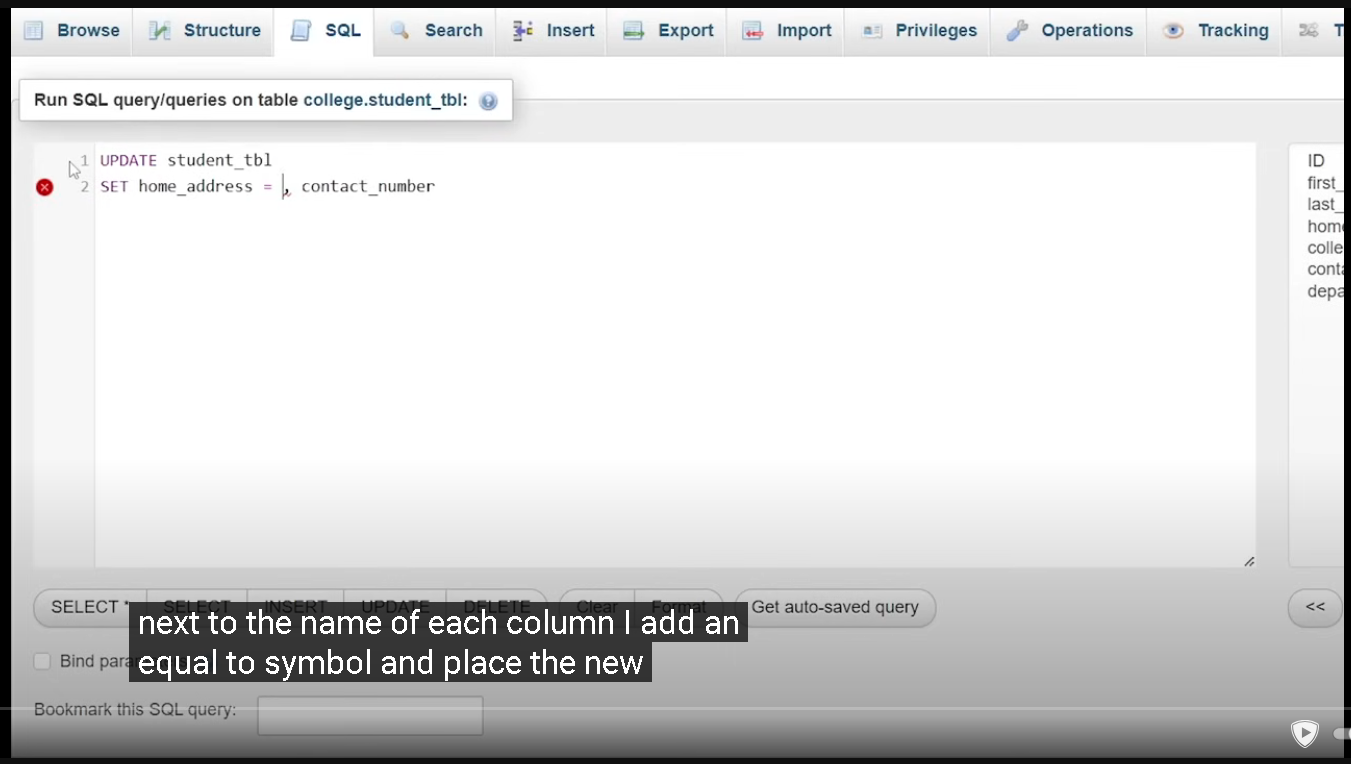 Browse Structure SQL Search Insert Export Import Privileges Operations Tracking
Run SQL query/queries on table college.student_tbl:
1 UPDATE student_tbl
2 SET home_address = , contact_number
ID
first_
last_
home
colle
conta
depa
SELECT * SELECT INSERT UPDATE DELETE Clear Format Get auto-saved query <<
next to the name of each column I add an
equal to symbol and place the new
Bind para
Bookmark this SQL query: